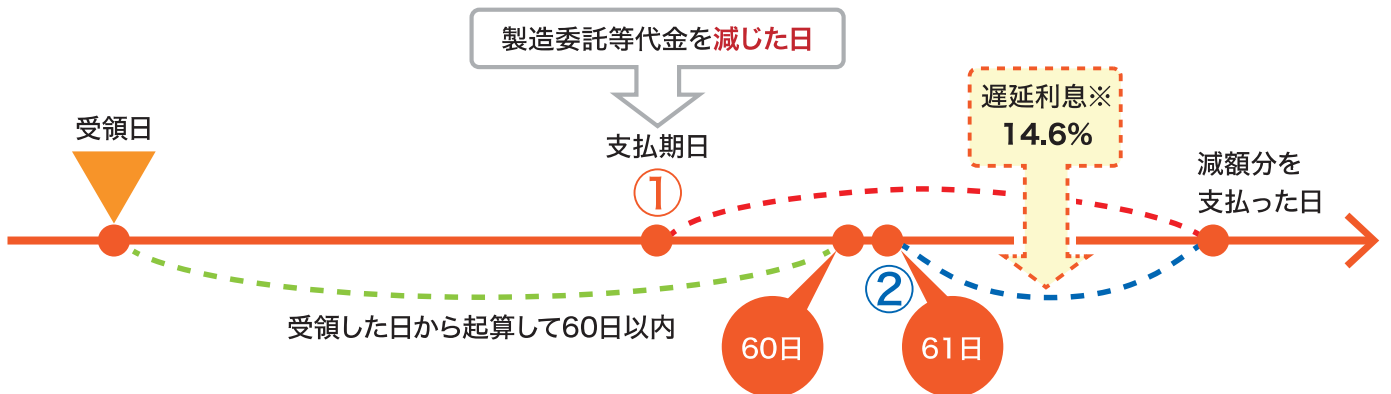 製造委託等代金を減じた日
受領日
支払期日
①
遅延利息※
14.6%
減額分を
支払った日
②
受領した日から起算して60日以内
60日
61日